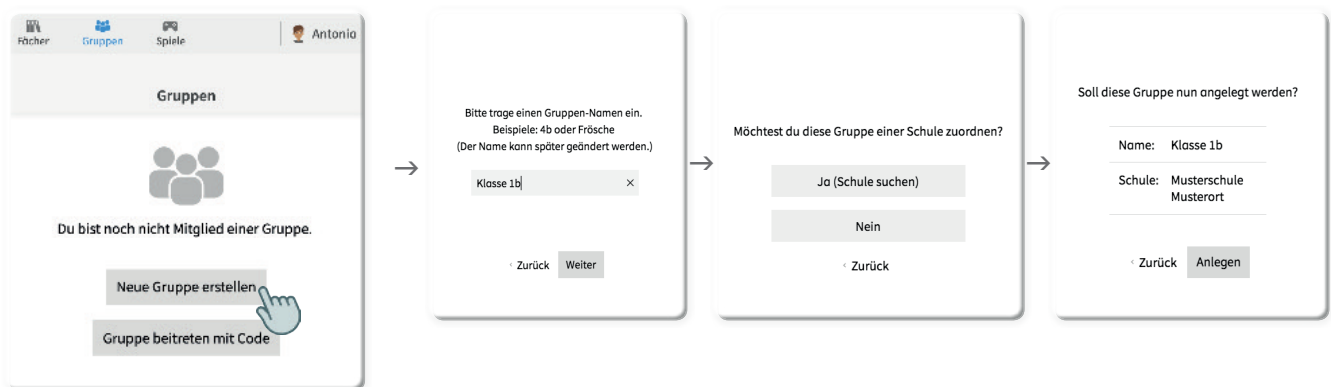 Fächer
Gruppen
Spiele
Antonia
Gruppen
Du bist noch nicht Mitglied einer Gruppe.
Neue Gruppe erstellen
Gruppe beitreten mit Code
→
Bitte trage einen Gruppen-Namen ein.
Beispiele: 4b oder Frösche
(Der Name kann später geändert werden.)
Klasse 1b ×
‹ Zurück Weiter
→
Möchtest du diese Gruppe einer Schule zuordnen?
Ja (Schule suchen)
Nein
‹ Zurück
→
Soll diese Gruppe nun angelegt werden?
Name: Klasse 1b
Schule: Musterschule
Musterort
‹ Zurück Anlegen